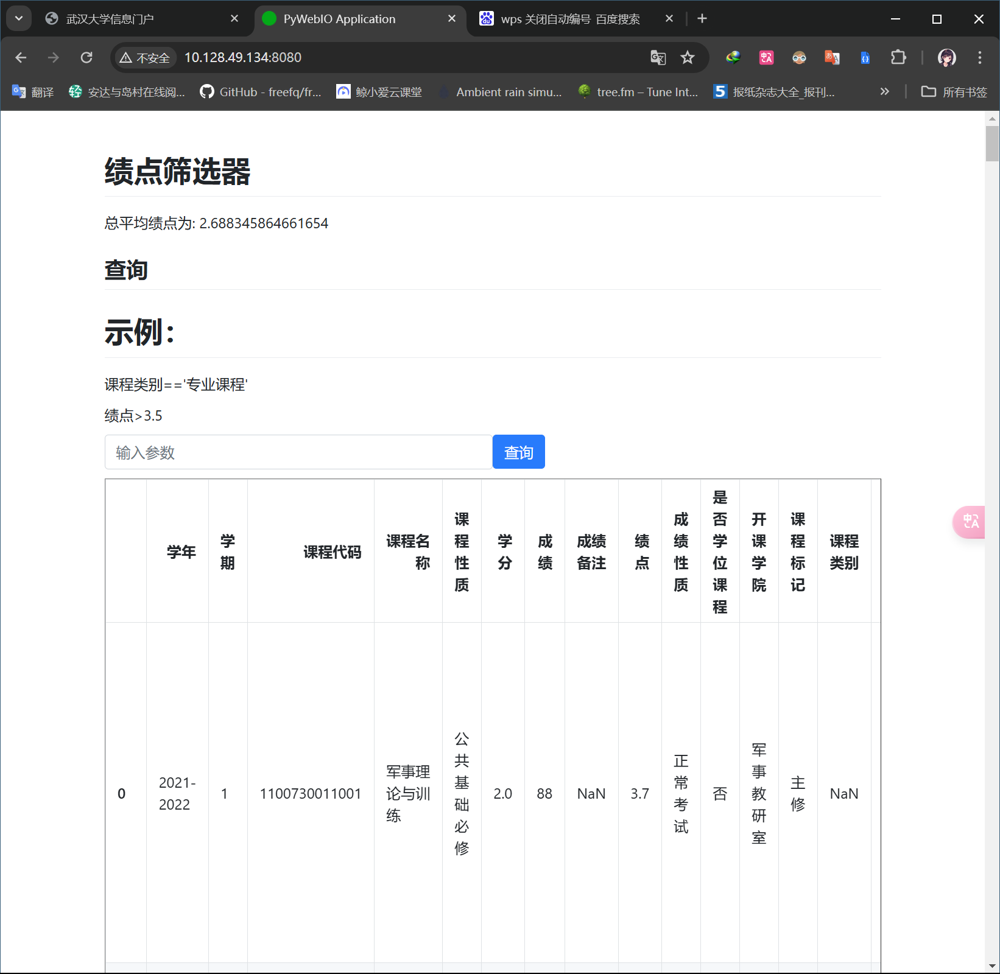 武汉大学信息门户
PyWebIO Application
wps 关闭自动编号 百度搜索
不安全
10.128.49.134:8080
翻译
安达与岛村在线阅...
GitHub - freefq/fr...
鲸小爱云课堂
Ambient rain simu...
tree.fm – Tune Int...
报纸杂志大全_报刊...
所有书签
绩点筛选器
总平均绩点为: 2.688345864661654
查询
示例：
课程类别=='专业课程'
绩点>3.5
输入参数
查询
学年
学期
课程代码
课程名称
课程性质
学分
成绩
成绩备注
绩点
成绩性质
是否学位课程
开课学院
课程标记
课程类别
0
2021-2022
1
1100730011001
军事理论与训练
公共基础必修
2.0
88
NaN
3.7
正常考试
否
军事教研室
主修
NaN